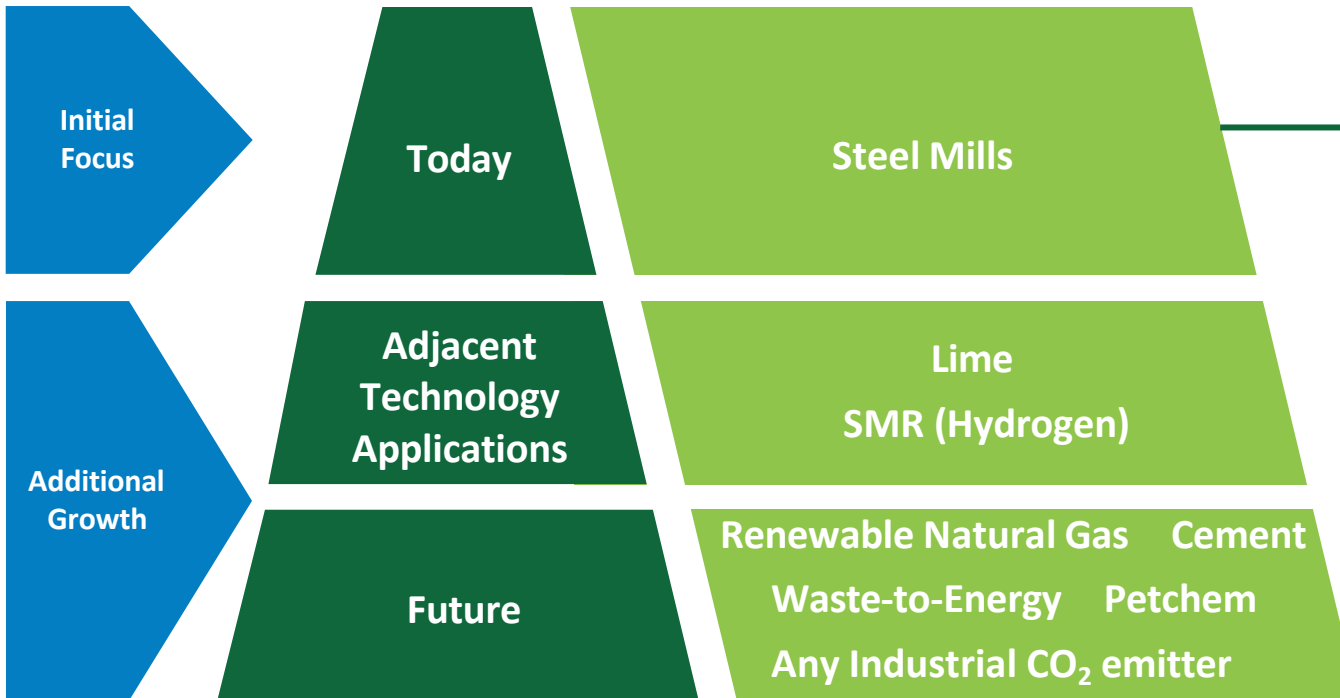 Initial
Focus
Today
Steel Mills
Additional
Growth
Adjacent
Technology
Applications
Lime
SMR (Hydrogen)
Future
Renewable Natural Gas Cement
Waste-to-Energy Petchem
Any Industrial CO₂ emitter